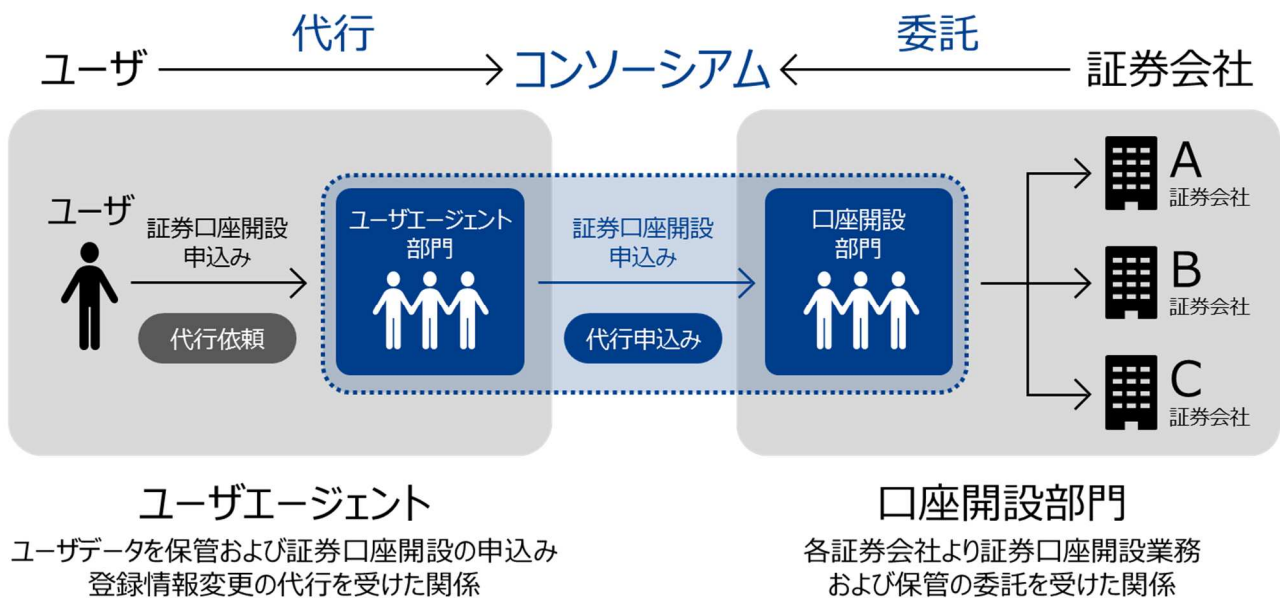 代行
委託
ユーザ
コンソーシアム
証券会社
ユーザ
証券口座開設
申込み
代行依頼
ユーザエージェント
部門
証券口座開設
申込み
代行申込み
口座開設
部門
A
証券会社
B
証券会社
C
証券会社
ユーザエージェント
ユーザデータを保管および証券口座開設の申込み
登録情報変更の代行を受けた関係
口座開設部門
各証券会社より証券口座開設業務
および保管の委託を受けた関係